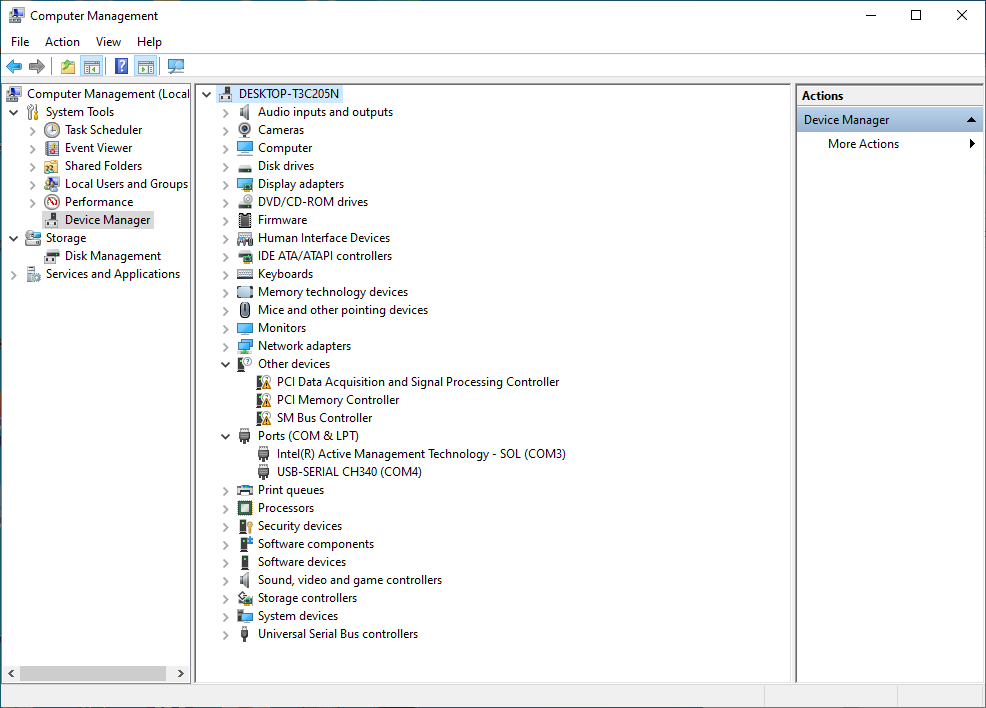 Computer Management
File Action View Help
Computer Management (Local
System Tools
Task Scheduler
Event Viewer
Shared Folders
Local Users and Groups
Performance
Device Manager
Storage
Disk Management
Services and Applications
DESKTOP-T3C205N
Audio inputs and outputs
Cameras
Computer
Disk drives
Display adapters
DVD/CD-ROM drives
Firmware
Human Interface Devices
IDE ATA/ATAPI controllers
Keyboards
Memory technology devices
Mice and other pointing devices
Monitors
Network adapters
Other devices
PCI Data Acquisition and Signal Processing Controller
PCI Memory Controller
SM Bus Controller
Ports (COM & LPT)
Intel(R) Active Management Technology - SOL (COM3)
USB-SERIAL CH340 (COM4)
Print queues
Processors
Security devices
Software components
Software devices
Sound, video and game controllers
Storage controllers
System devices
Universal Serial Bus controllers
Actions
Device Manager
More Actions